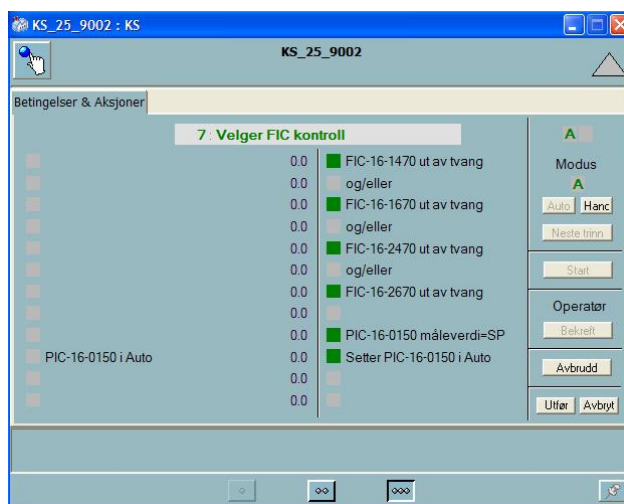 KS_25_9002 : KS
KS_25_9002
Betingelser & Aksjoner
7 : Velger FIC kontroll
A
0.0 FIC-16-1470 ut av tvang
Modus
0.0 og/eller
A
0.0 FIC-16-1670 ut av tvang
Auto Hanc
0.0 og/eller
Neste trinn
0.0 FIC-16-2470 ut av tvang
0.0 og/eller
Start
0.0 FIC-16-2670 ut av tvang
0.0
Operatør
0.0 PIC-16-0150 måleverdi=SP
Bekreft
PIC-16-0150 i Auto 0.0 Setter PIC-16-0150 i Auto
Avbrudd
0.0
0.0
Utfør Avbryt